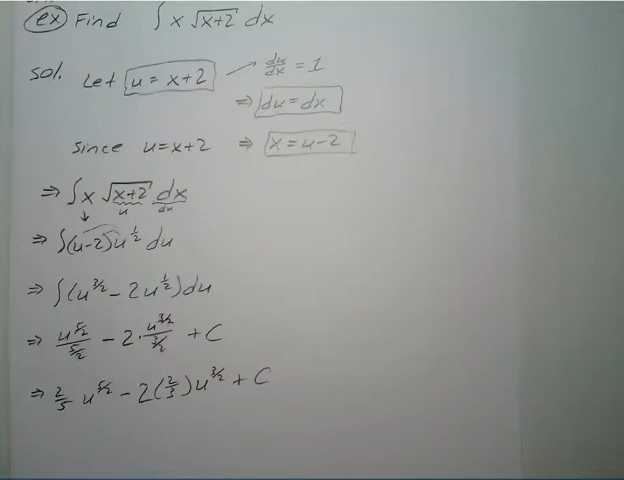 ex Find ∫ x √(x+2) dx
sol. Let u = x+2 → du/dx = 1
⇒ du = dx
since u = x+2 ⇒ x = u-2
⇒ ∫ x √(x+2) dx
u du
⇒ ∫(u-2)u^(1/2) du
⇒ ∫(u^(3/2) - 2u^(1/2))du
⇒ u^(5/2)/(5/2) - 2·u^(3/2)/(3/2) + C
⇒ 2/5 u^(5/2) - 2(2/3)u^(3/2) + C